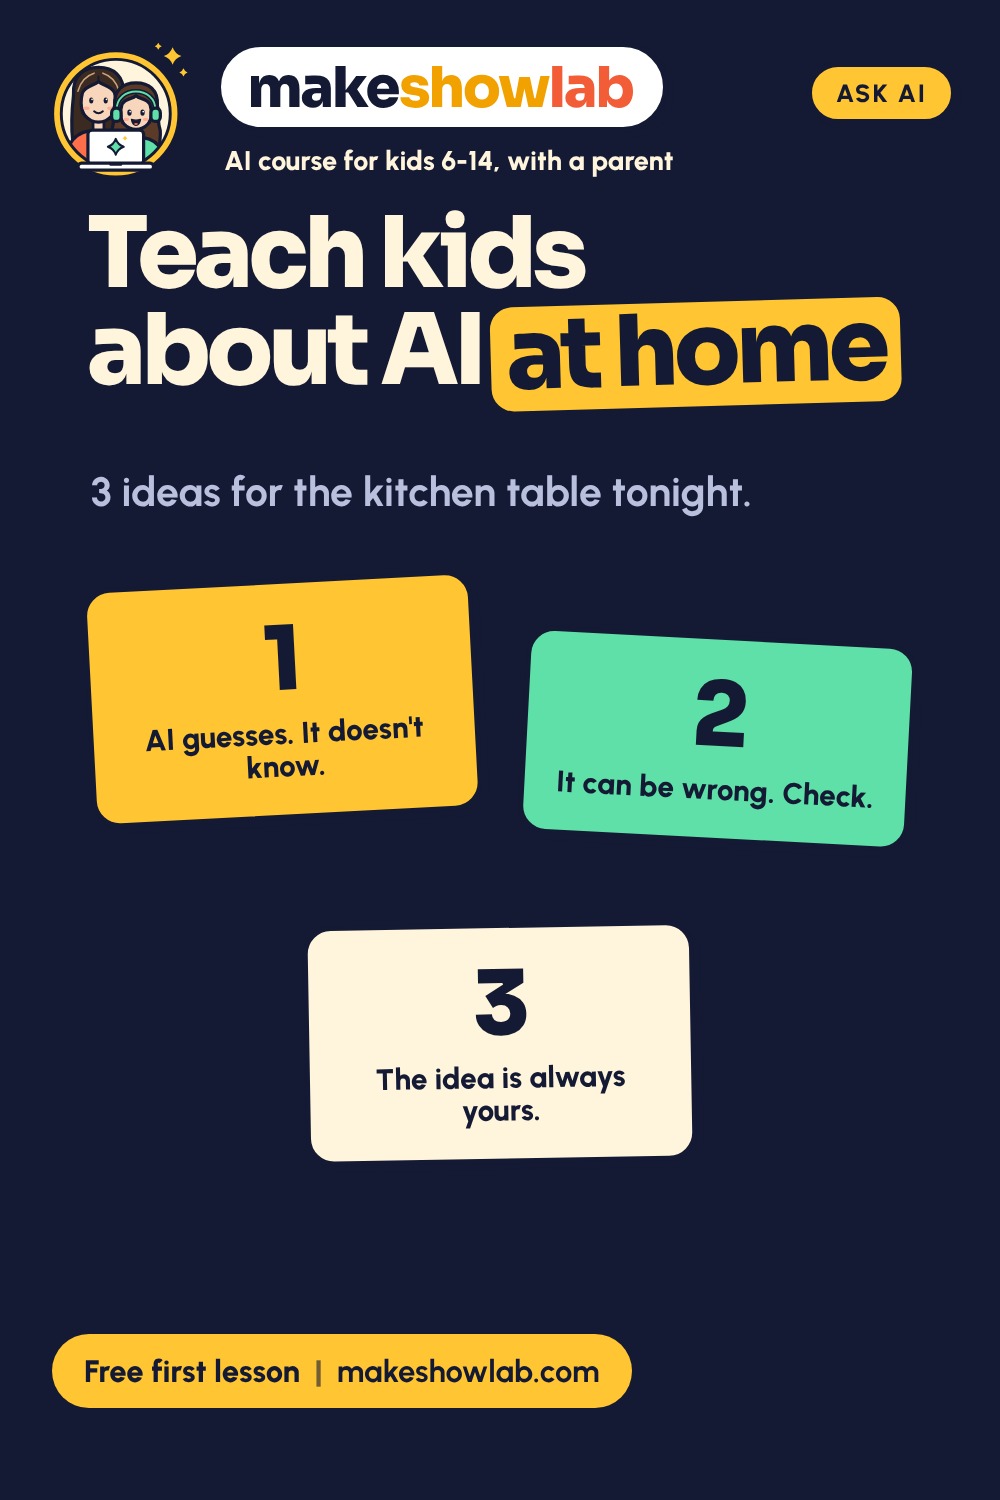 makeshowlab
ASK AI
AI course for kids 6-14, with a parent
Teach kids
about AI at home
3 ideas for the kitchen table tonight.
1
AI guesses. It doesn't
know.
2
It can be wrong. Check.
3
The idea is always
yours.
Free first lesson | makeshowlab.com